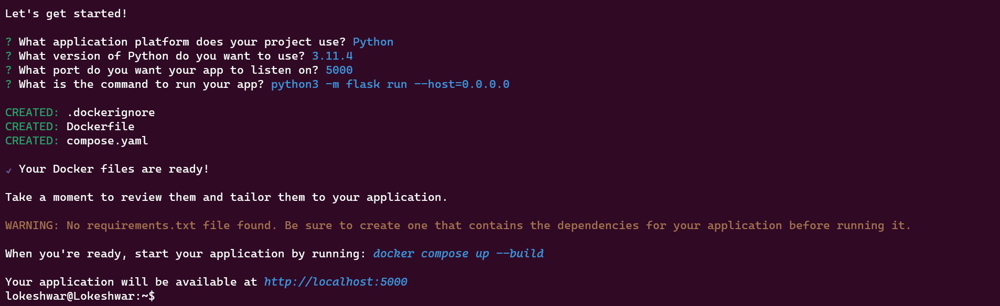 Let's get started!
? What application platform does your project use? Python
? What version of Python do you want to use? 3.11.4
? What port do you want your app to listen on? 5000
? What is the command to run your app? python3 -m flask run --host=0.0.0.0
CREATED: .dockerignore
CREATED: Dockerfile
CREATED: compose.yaml
✓ Your Docker files are ready!
Take a moment to review them and tailor them to your application.
WARNING: No requirements.txt file found. Be sure to create one that contains the dependencies for your application before running it.
When you're ready, start your application by running: docker compose up --build
Your application will be available at http://localhost:5000
lokeshwar@Lokeshwar:~$